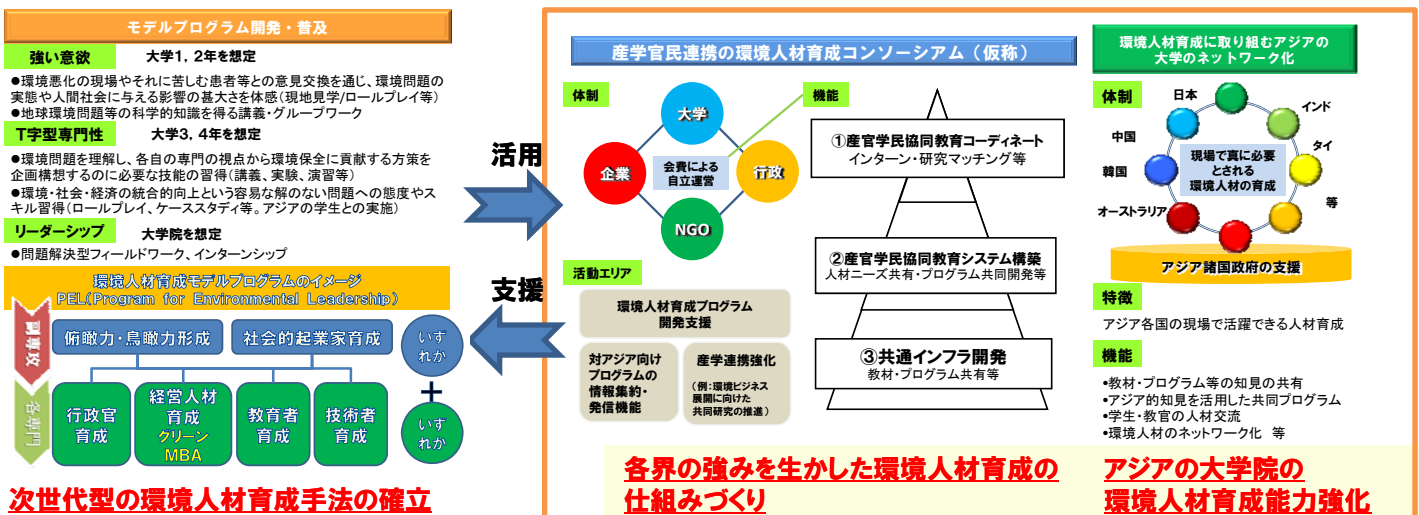 モデルプログラム開発・普及
強い意欲
大学1，2年を想定
●環境悪化の現場やそれに苦しむ患者等との意見交換を通じ、環境問題の
実態や人間社会に与える影響の甚大さを体感（現地見学/ロールプレイ等）
●地球環境問題等の科学的知識を得る講義・グループワーク
T字型専門性
大学3，4年を想定
●環境問題を理解し、各自の専門の視点から環境保全に貢献する方策を
企画構想するのに必要な技能の習得（講義、実験、演習等）
●環境・社会・経済の統合的向上という容易な解のない問題への態度やス
キル習得（ロールプレイ、ケーススタディ等。アジアの学生との実施）
リーダーシップ
大学院を想定
●問題解決型フィールドワーク、インターンシップ
環境人材育成モデルプログラムのイメージ
PEL(Program for Environmental Leadership)
副専攻
俯瞰力・鳥瞰力形成
社会的起業家育成
いず
れか
＋
各専門
行政官
育成
経営人材
育成
グリーン
MBA
教育者
育成
技術者
育成
いず
れか
次世代型の環境人材育成手法の確立
活用
支援
産学官民連携の環境人材育成コンソーシアム（仮称）
体制
大学
企業
会費による
自立運営
行政
NGO
機能
①産官学民協同教育コーディネート
インターン・研究マッチング等
②産官学民協同教育システム構築
人材ニーズ共有・プログラム共同開発等
③共通インフラ開発
教材・プログラム共有等
活動エリア
環境人材育成プログラム
開発支援
対アジア向け
プログラムの
情報集約・
発信機能
産学連携強化
（例：環境ビジネス
展開に向けた
共同研究の推進）
各界の強みを生かした環境人材育成の
仕組みづくり
環境人材育成に取り組むアジアの
大学のネットワーク化
体制
日本
インド
中国
タイ
韓国
現場で真に必要
とされる
環境人材の育成
等
オーストラリア
アジア諸国政府の支援
特徴
アジア各国の現場で活躍できる人材育成
機能
•教材・プログラム等の知見の共有
•アジア的知見を活用した共同プログラム
•学生・教官の人材交流
•環境人材のネットワーク化　等
アジアの大学院の
環境人材育成能力強化